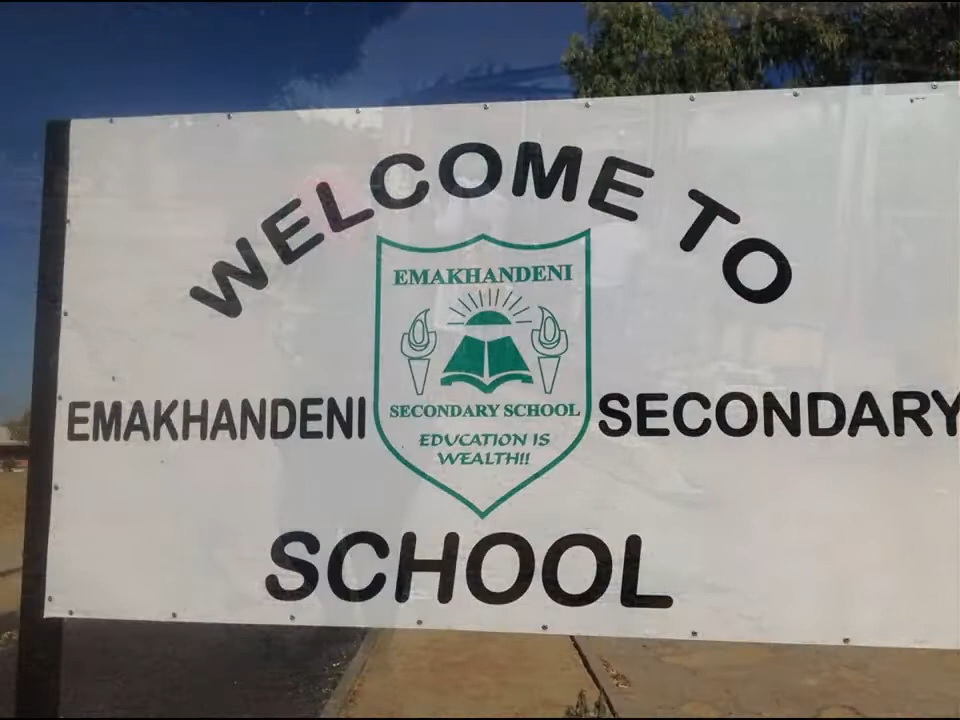 WELCOME TO
EMAKHANDENI
SECONDARY SCHOOL
EDUCATION IS
WEALTH!!
EMAKHANDENI SECONDARY
SCHOOL